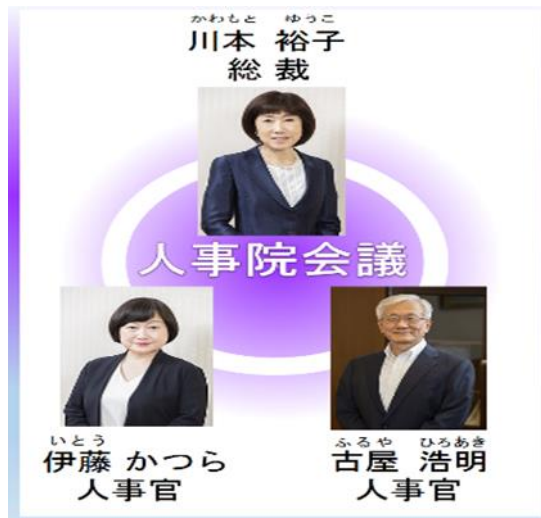 かわもと ゆうこ
川本 裕子
総 裁
人事院会議
いとう
伊藤 かつら
人事官
ふるや ひろあき
古屋 浩明
人事官